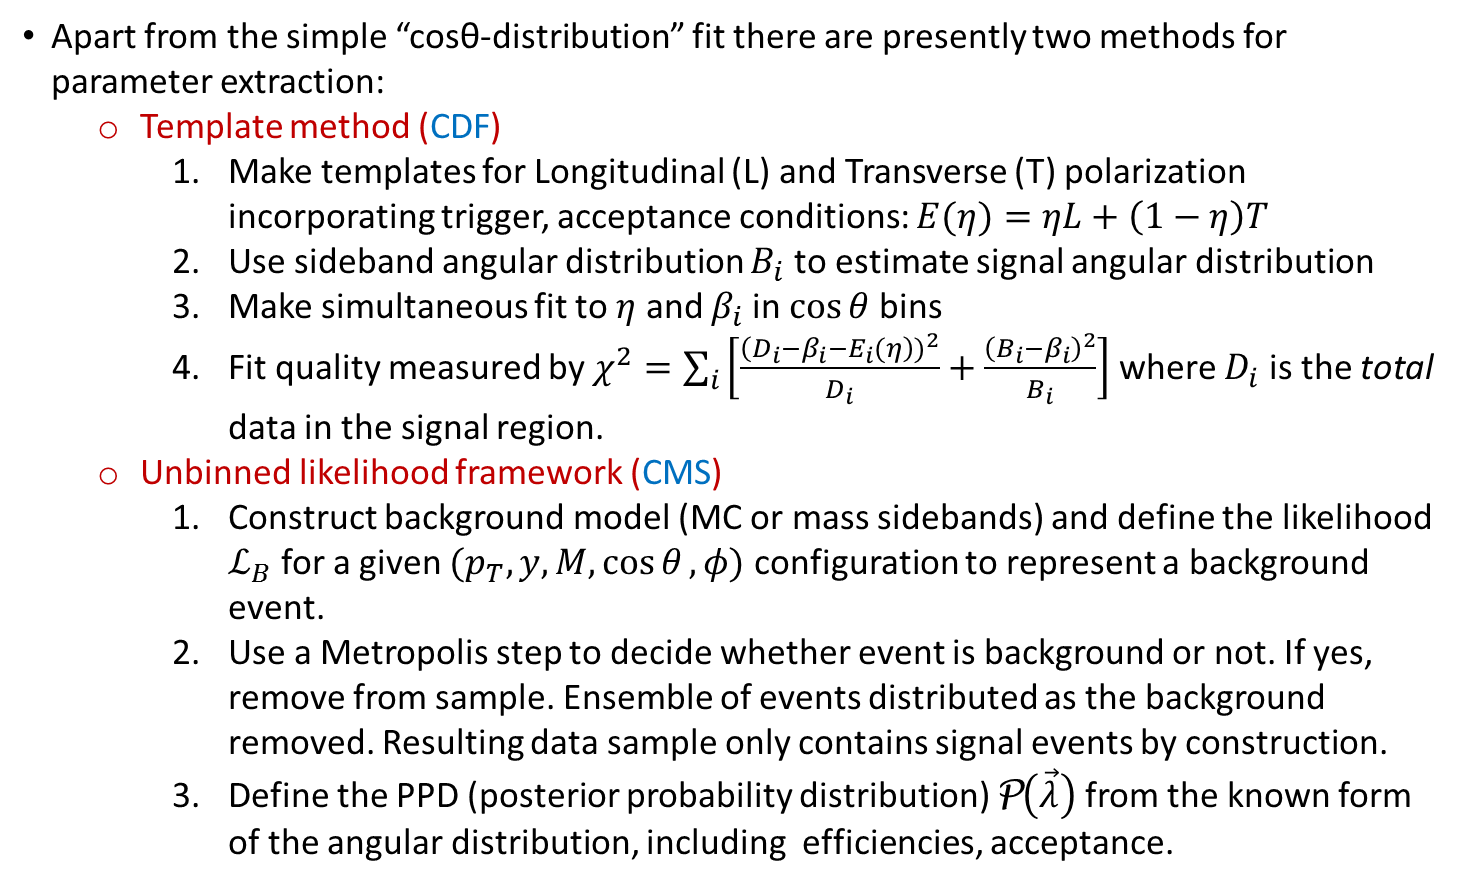 • Apart from the simple “cosθ-distribution” fit there are presently two methods for
parameter extraction:
o Template method (CDF)
1. Make templates for Longitudinal (L) and Transverse (T) polarization
incorporating trigger, acceptance conditions: E(η) = ηL + (1 − η)T
2. Use sideband angular distribution B_i to estimate signal angular distribution
3. Make simultaneous fit to η and β_i in cos θ bins
4. Fit quality measured by χ² = ∑_i [(D_i−β_i−E_i(η))²/D_i + (B_i−β_i)²/B_i] where D_i is the total
data in the signal region.
o Unbinned likelihood framework (CMS)
1. Construct background model (MC or mass sidebands) and define the likelihood
ℒ_B for a given (p_T, y, M, cos θ , ϕ) configuration to represent a background
event.
2. Use a Metropolis step to decide whether event is background or not. If yes,
remove from sample. Ensemble of events distributed as the background
removed. Resulting data sample only contains signal events by construction.
3. Define the PPD (posterior probability distribution) 𝒫(λ⃗) from the known form
of the angular distribution, including efficiencies, acceptance.